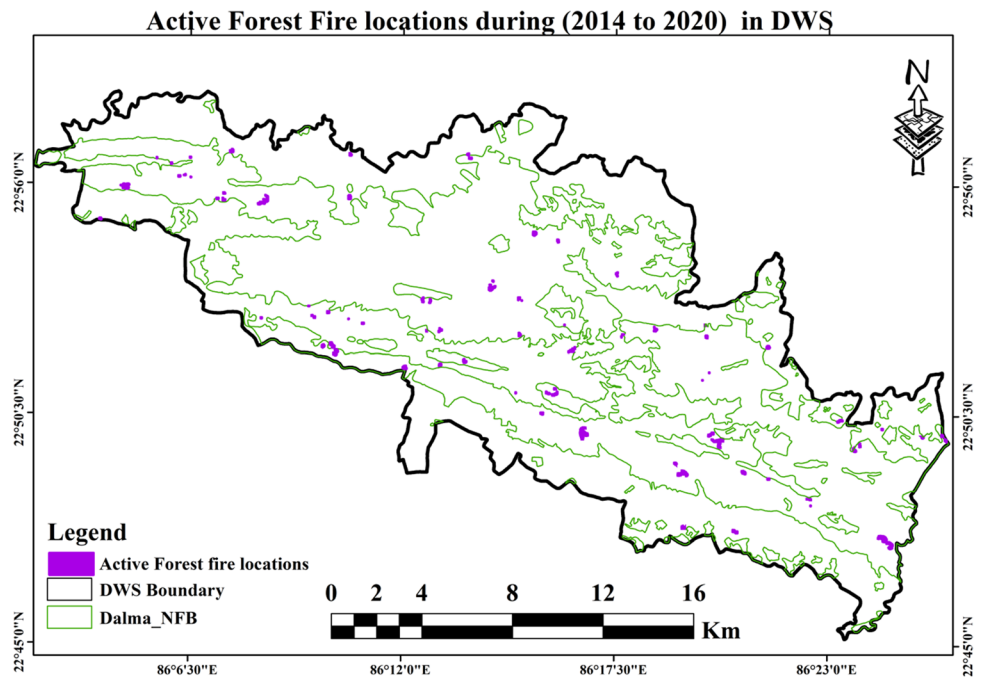 Active Forest Fire locations during (2014 to 2020) in DWS
N
22°56'0"N
22°56'0"N
22°50'30"N
22°50'30"N
22°45'0"N
22°45'0"N
Legend
Active Forest fire locations
DWS Boundary
Dalma_NFB
0 2 4 8 12 16
Km
86°6'30"E 86°12'0"E 86°17'30"E 86°23'0"E